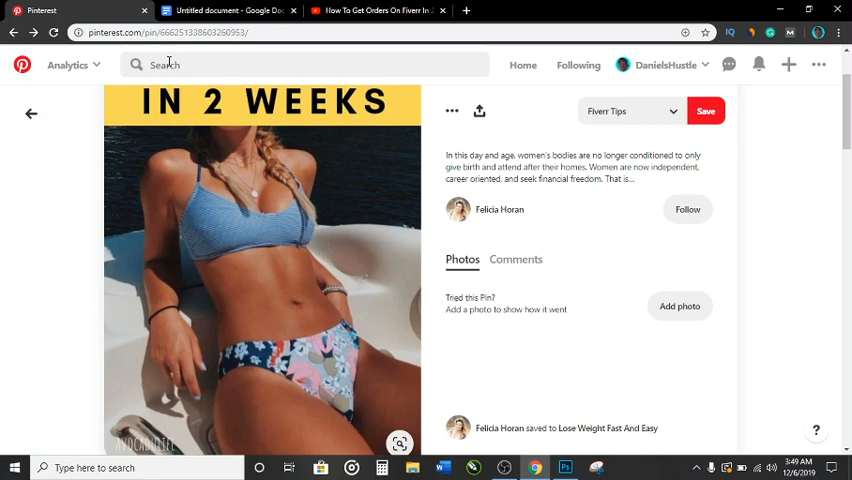 Pinterest
Untitled document - Google Doc
How To Get Orders On Fiverr In
pinterest.com/pin/666251338603260953/
Analytics
Search
Home
Following
DanielsHustle
IN 2 WEEKS
Fiverr Tips
Save
In this day and age, women's bodies are no longer conditioned to only
give birth and attend after their homes. Women are now independent,
career oriented, and seek financial freedom. That is...
Felicia Horan
Follow
Photos
Comments
Tried this Pin?
Add a photo to show how it went
Add photo
Felicia Horan saved to Lose Weight Fast And Easy
AVOCADULIFE
?
Type here to search
3:49 AM
12/6/2019